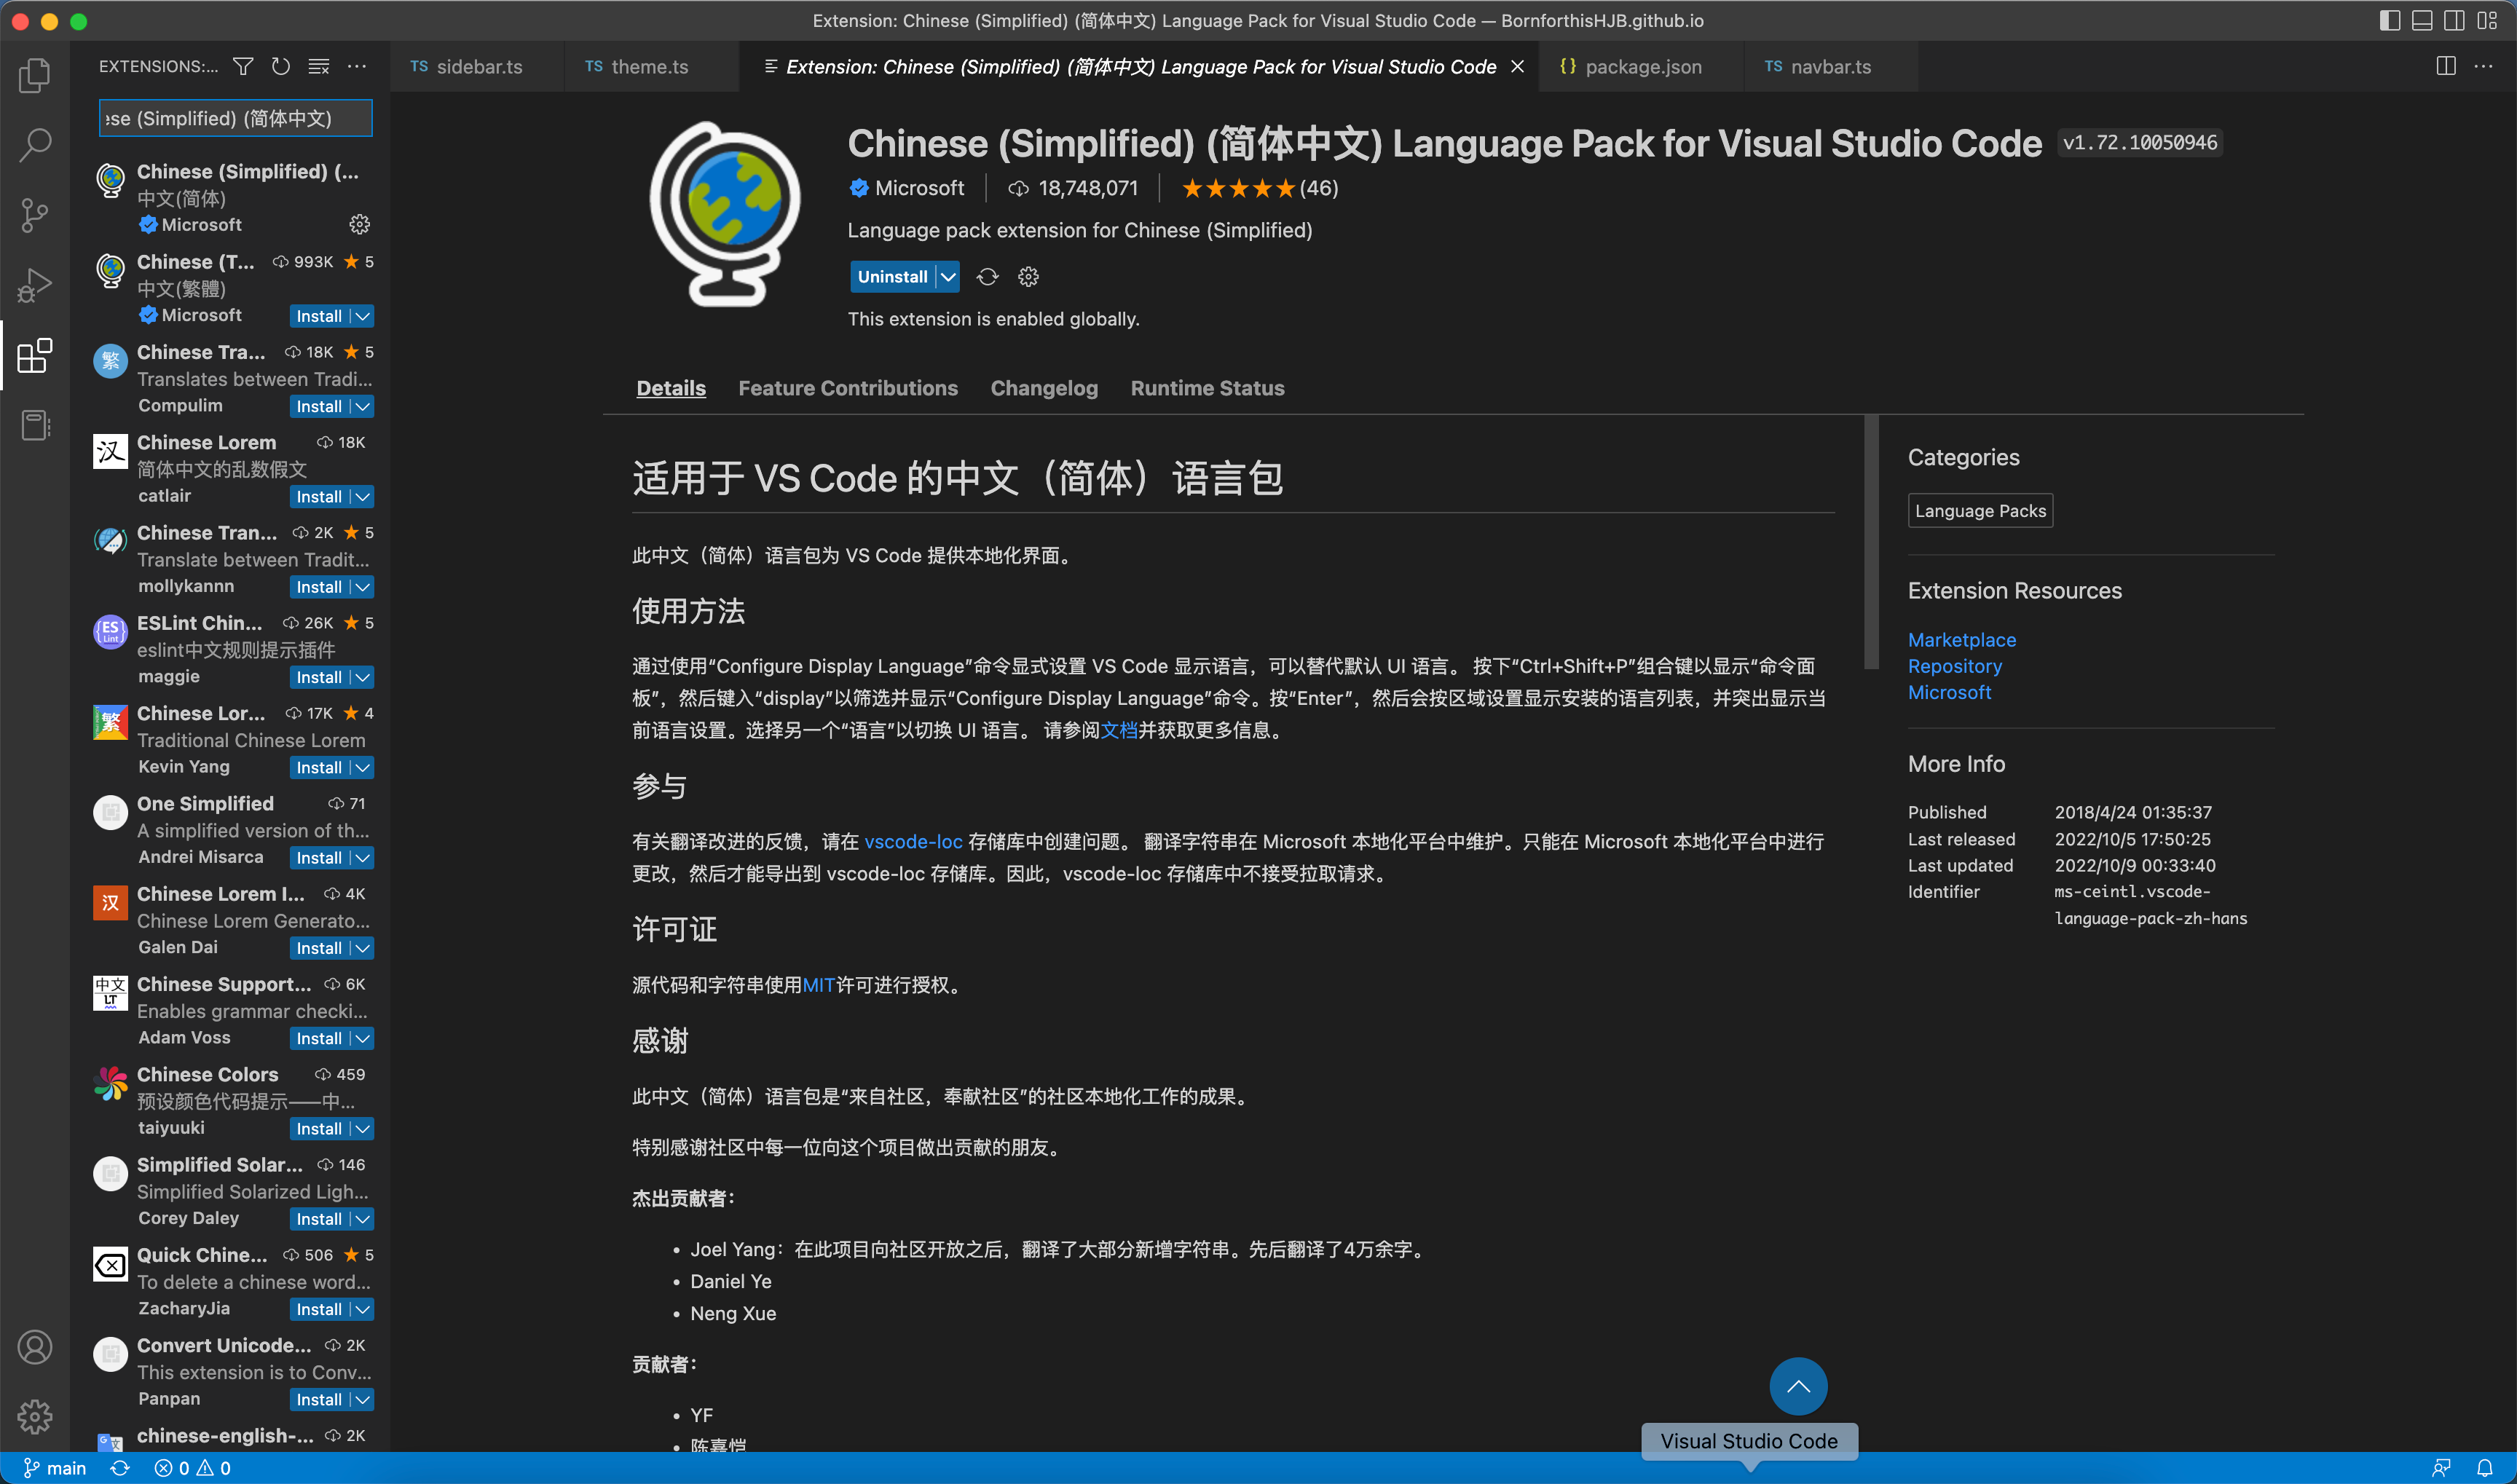 Extension: Chinese (Simplified) (简体中文) Language Pack for Visual Studio Code — BornforthisHJB.github.io
EXTENSIONS:...
(Simplified) (简体中文)
Chinese (Simplified) (...
中文(简体)
Microsoft
Chinese (T... 993K 5
中文(繁體)
Microsoft Install
繁
Chinese Tra... 18K 5
Translates between Tradi...
Compulim Install
汉
Chinese Lorem 18K
简体中文的乱数假文
catlair Install
Chinese Tran... 2K 5
Translate between Tradit...
mollykannn Install
{ES}
Lint
ESLint Chin... 26K 5
eslint中文规则提示插件
maggie Install
繁
Chinese Lor... 17K 4
Traditional Chinese Lorem
Kevin Yang Install
One Simplified 71
A simplified version of th...
Andrei Misarca Install
汉
Chinese Lorem I... 4K
Chinese Lorem Generato...
Galen Dai Install
中文
LT
Chinese Support... 6K
Enables grammar checki...
Adam Voss Install
Chinese Colors 459
预设颜色代码提示——中...
taiyuuki Install
Simplified Solar... 146
Simplified Solarized Ligh...
Corey Daley Install
Quick Chine... 506 5
To delete a chinese word...
ZacharyJia Install
Convert Unicode... 2K
This extension is to Conv...
Panpan Install
chinese-english-... 2K
TS sidebar.ts
TS theme.ts
Extension: Chinese (Simplified) (简体中文) Language Pack for Visual Studio Code
{} package.json
TS navbar.ts
Chinese (Simplified) (简体中文) Language Pack for Visual Studio Code v1.72.10050946
Microsoft 18,748,071 (46)
Language pack extension for Chinese (Simplified)
Uninstall
This extension is enabled globally.
Details Feature Contributions Changelog Runtime Status
适用于 VS Code 的中文（简体）语言包
此中文（简体）语言包为 VS Code 提供本地化界面。
使用方法
通过使用“Configure Display Language”命令显式设置 VS Code 显示语言，可以替代默认 UI 语言。 按下“Ctrl+Shift+P”组合键以显示“命令面
板”，然后键入“display”以筛选并显示“Configure Display Language”命令。按“Enter”，然后会按区域设置显示安装的语言列表，并突出显示当
前语言设置。选择另一个“语言”以切换 UI 语言。 请参阅文档并获取更多信息。
参与
有关翻译改进的反馈，请在 vscode-loc 存储库中创建问题。 翻译字符串在 Microsoft 本地化平台中维护。只能在 Microsoft 本地化平台中进行
更改，然后才能导出到 vscode-loc 存储库。因此，vscode-loc 存储库中不接受拉取请求。
许可证
源代码和字符串使用MIT许可进行授权。
感谢
此中文（简体）语言包是“来自社区，奉献社区”的社区本地化工作的成果。
特别感谢社区中每一位向这个项目做出贡献的朋友。
杰出贡献者：
• Joel Yang：在此项目向社区开放之后，翻译了大部分新增字符串。先后翻译了4万余字。
• Daniel Ye
• Neng Xue
贡献者：
• YF
• 陈嘉恺
Categories
Language Packs
Extension Resources
Marketplace
Repository
Microsoft
More Info
Published 2018/4/24 01:35:37
Last released 2022/10/5 17:50:25
Last updated 2022/10/9 00:33:40
Identifier ms-ceintl.vscode-
language-pack-zh-hans
Visual Studio Code
main 0 0